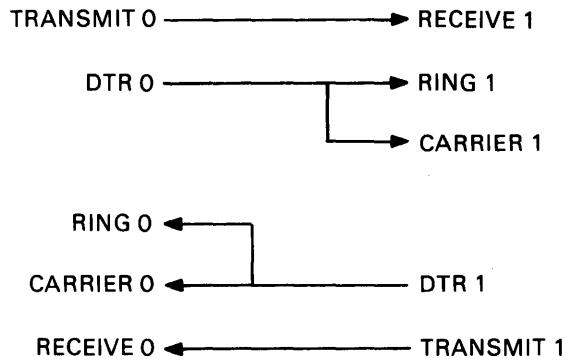 TRANSMIT 0 RECEIVE 1
DTR 0 RING 1
CARRIER 1
RING 0
CARRIER 0 DTR 1
RECEIVE 0 TRANSMIT 1